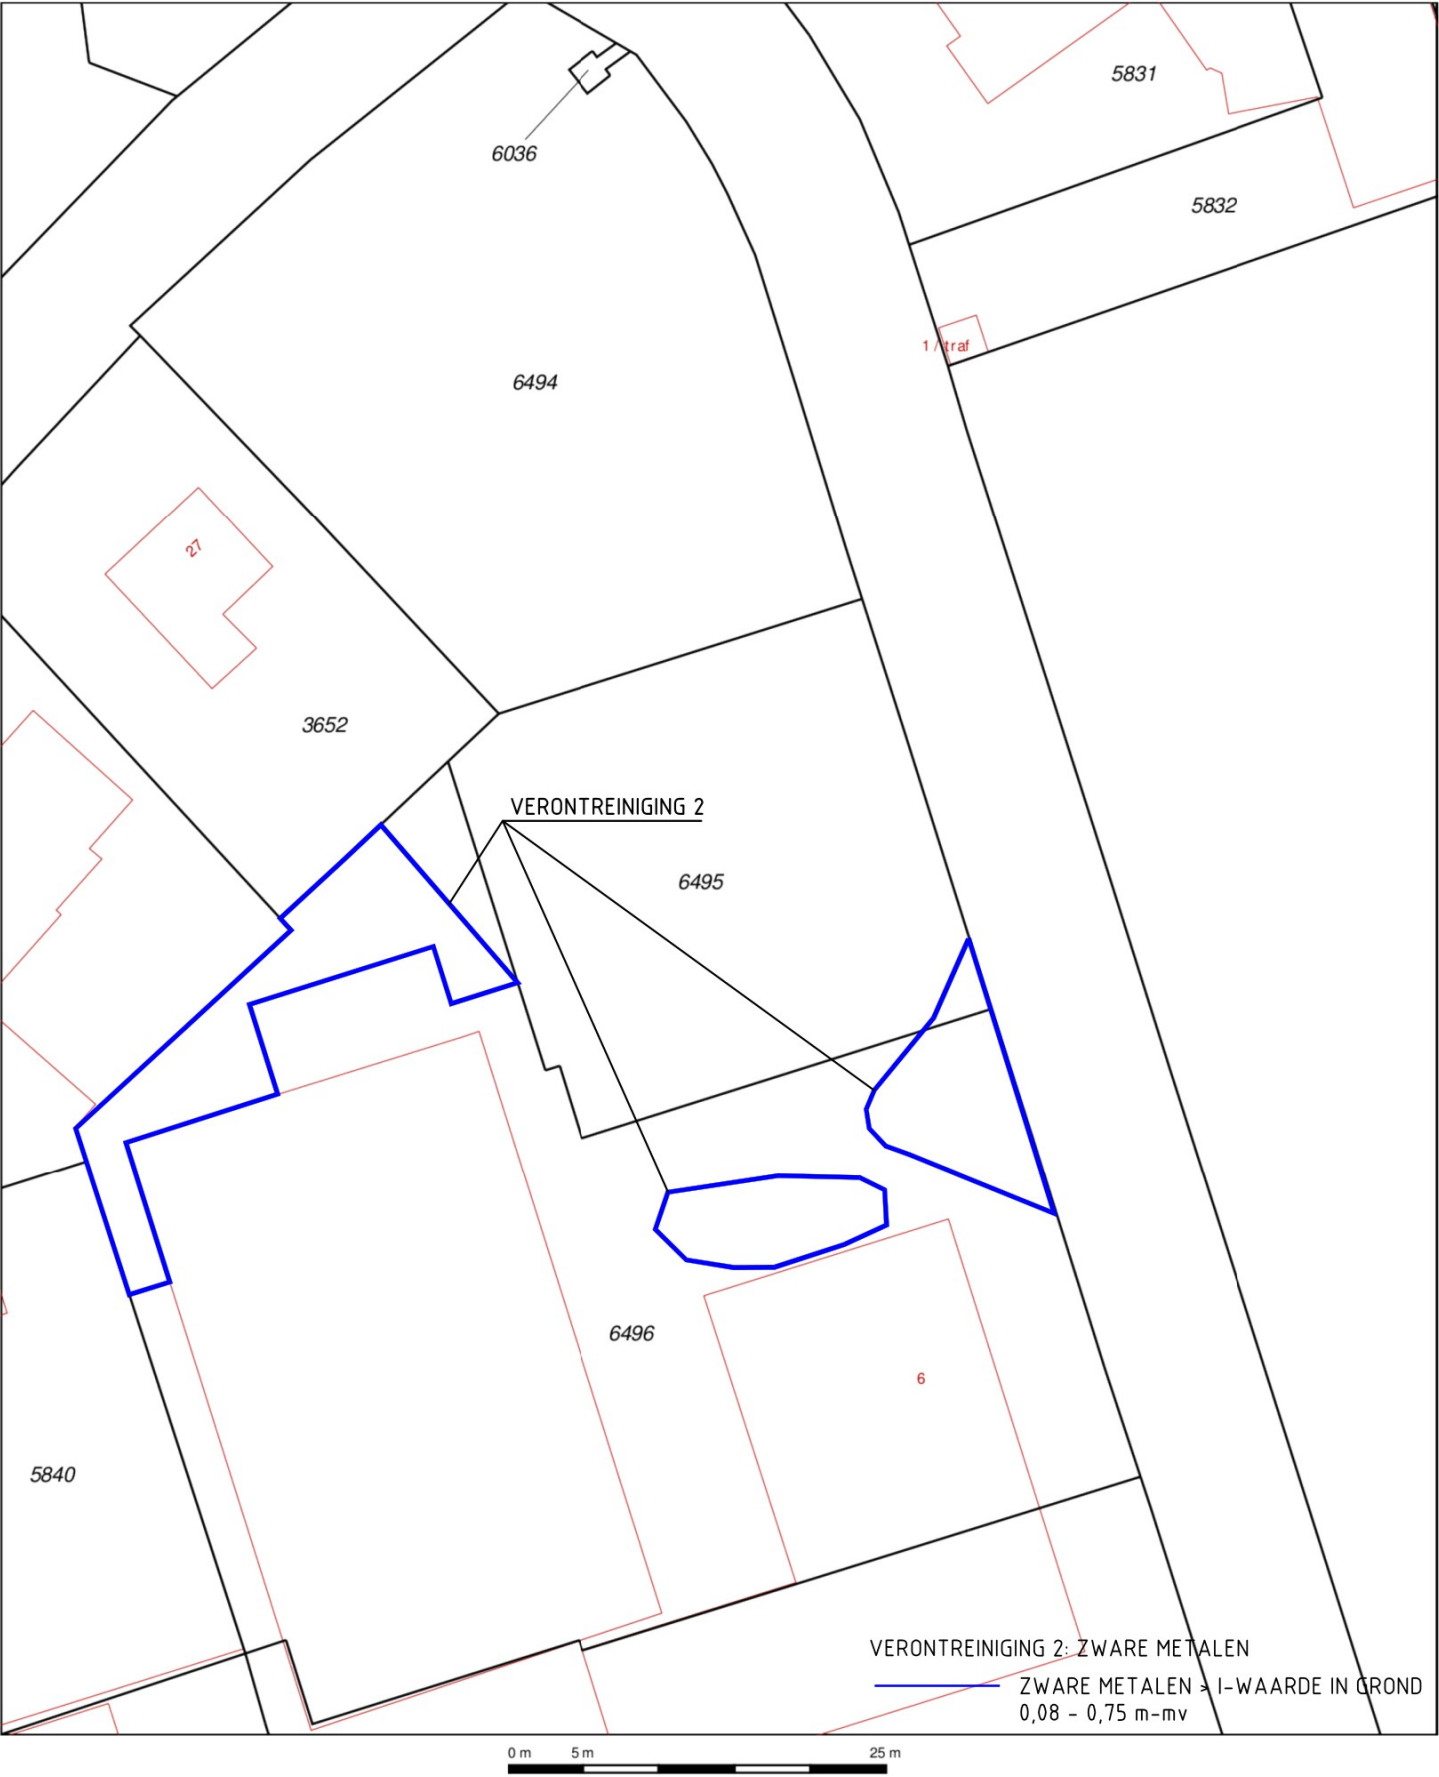 5831
6036
5832
1 / traf
6494
27
3652
VERONTREINIGING 2
6495
6496
6
5840
VERONTREINIGING 2: ZWARE METALEN
ZWARE METALEN > I-WAARDE IN GROND
0,08 - 0,75 m-mv
0 m 5 m 25 m